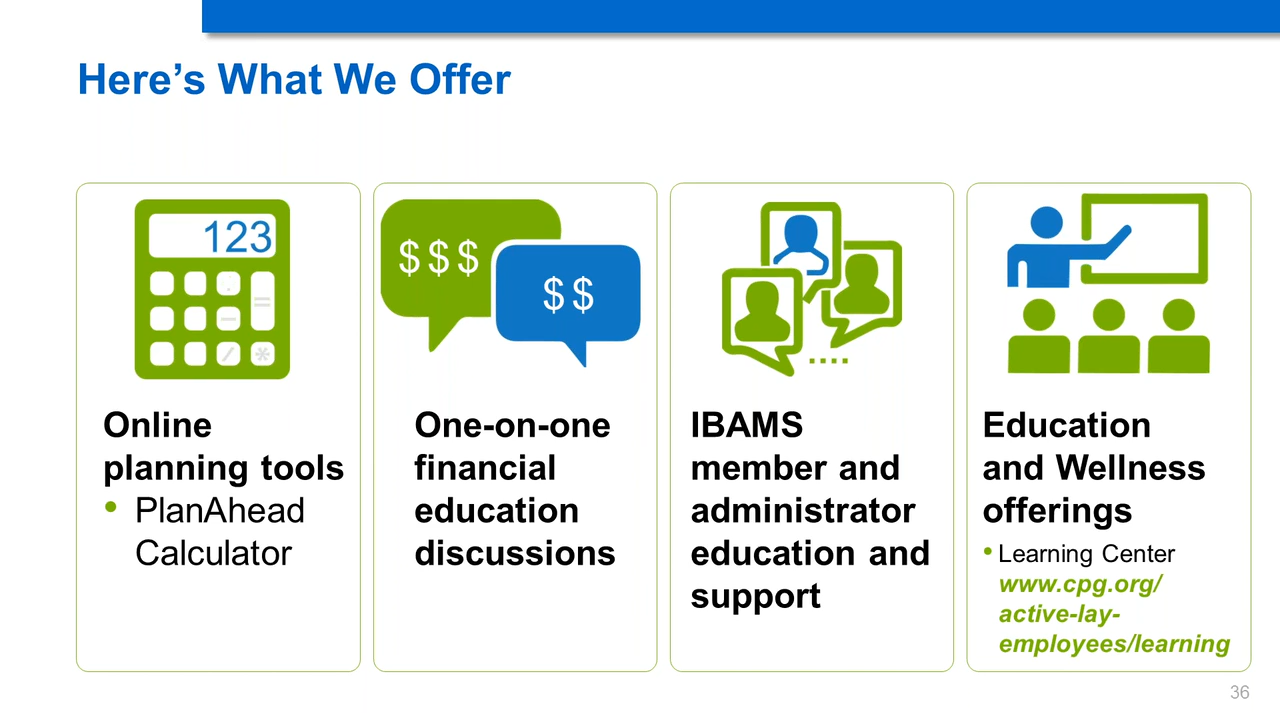 Here’s What We Offer
123
$ $ $
$ $
Online
planning tools
• PlanAhead
Calculator
One-on-one
financial
education
discussions
IBAMS
member and
administrator
education and
support
Education
and Wellness
offerings
• Learning Center
www.cpg.org/
active-lay-
employees/learning
36